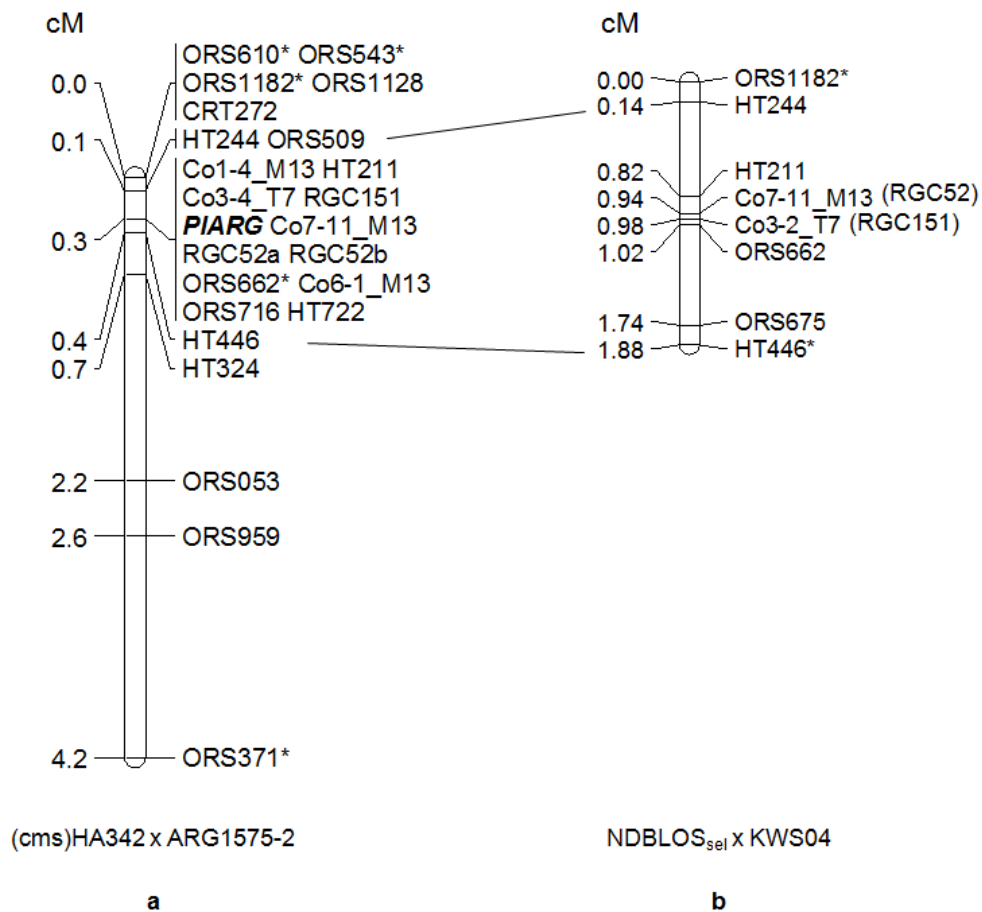 cM
ORS610* ORS543*
0.0 ORS1182* ORS1128
CRT272
0.1 HT244 ORS509
Co1-4_M13 HT211
Co3-4_T7 RGC151
0.3 PlARG Co7-11_M13
RGC52a RGC52b
ORS662* Co6-1_M13
ORS716 HT722
0.4 HT446
0.7 HT324
2.2 ORS053
2.6 ORS959
4.2 ORS371*
(cms)HA342 x ARG1575-2
a
cM
0.00 ORS1182*
0.14 HT244
0.82 HT211
0.94 Co7-11_M13 (RGC52)
0.98 Co3-2_T7 (RGC151)
1.02 ORS662
1.74 ORS675
1.88 HT446*
NDBLOSsel x KWS04
b